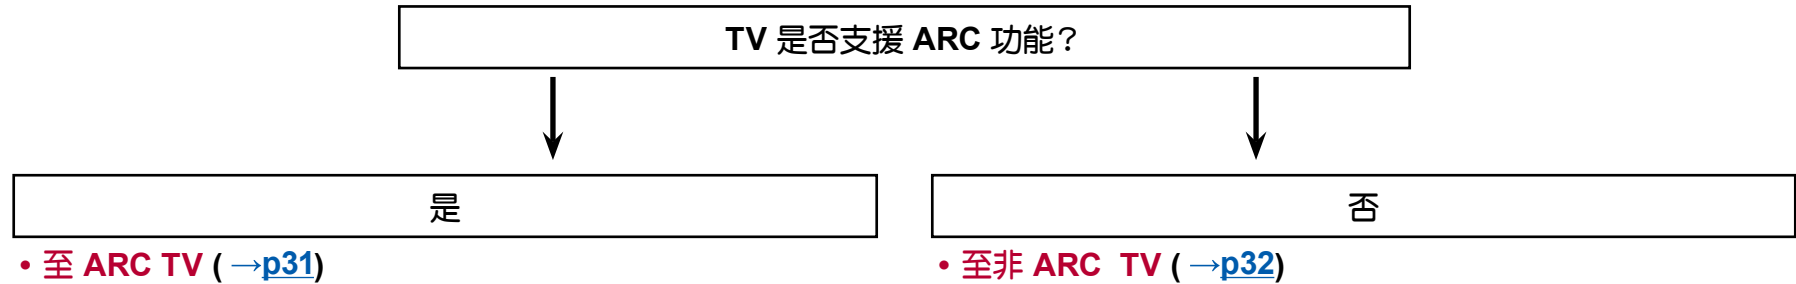 TV 是否支援 ARC 功能？
是
否
• 至 ARC TV ( →p31)
• 至非 ARC TV ( →p32)